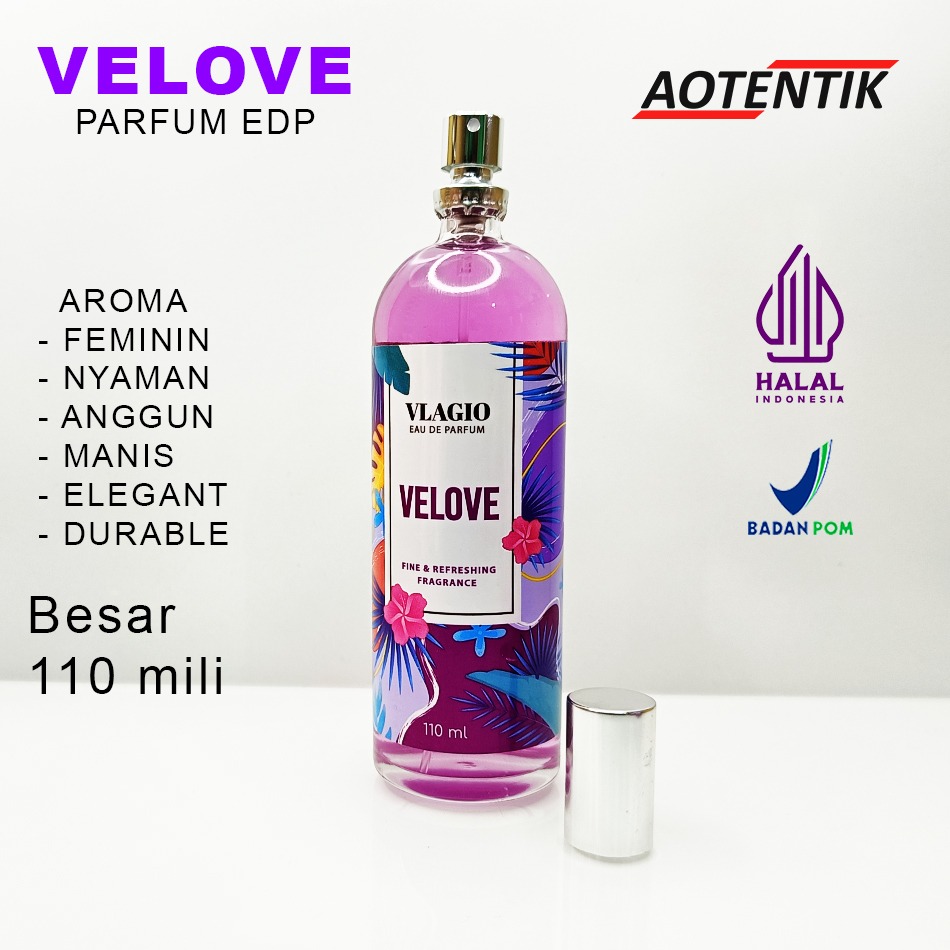 VELOVE
PARFUM EDP
AOTENTIK
AROMA
- FEMININ
- NYAMAN
- ANGGUN
- MANIS
- ELEGANT
- DURABLE
Besar
110 mili
VLAGIO
EAU DE PARFUM
VELOVE
FINE & REFRESHING
FRAGRANCE
110 ml
HALAL
INDONESIA
BADAN POM